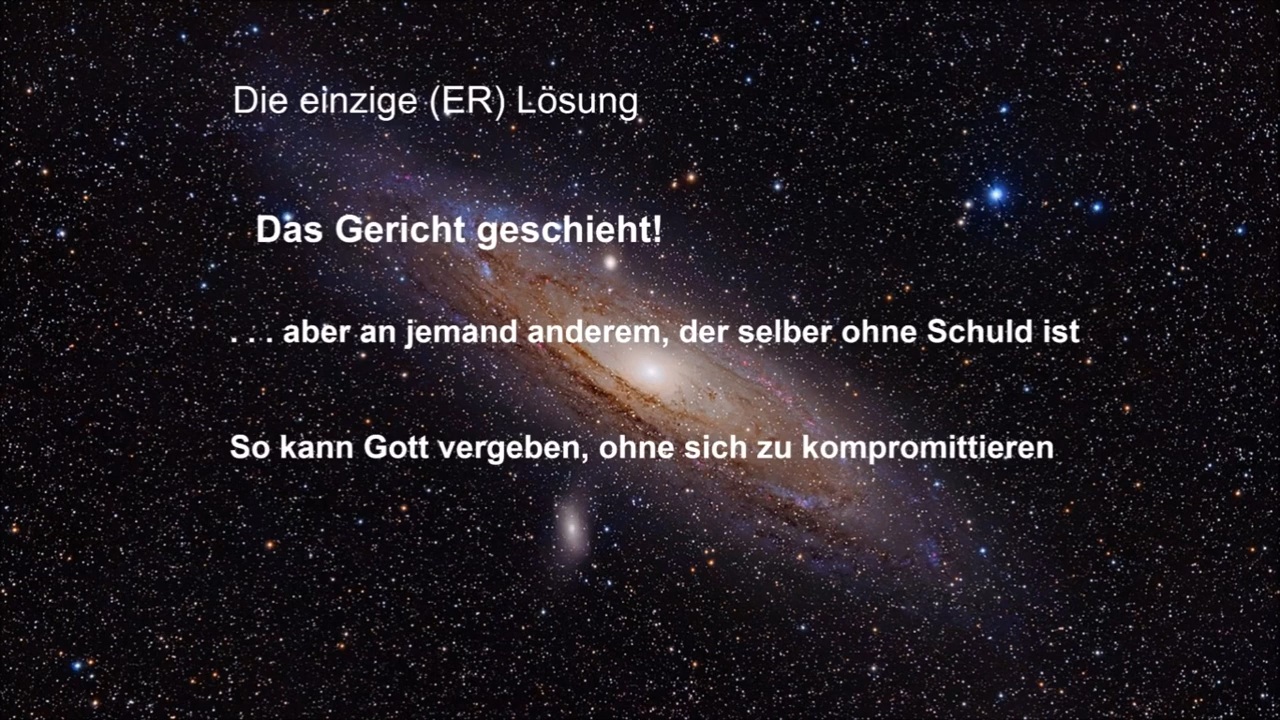 Die einzige (ER) Lösung
Das Gericht geschieht!
. . . aber an jemand anderem, der selber ohne Schuld ist
So kann Gott vergeben, ohne sich zu kompromittieren